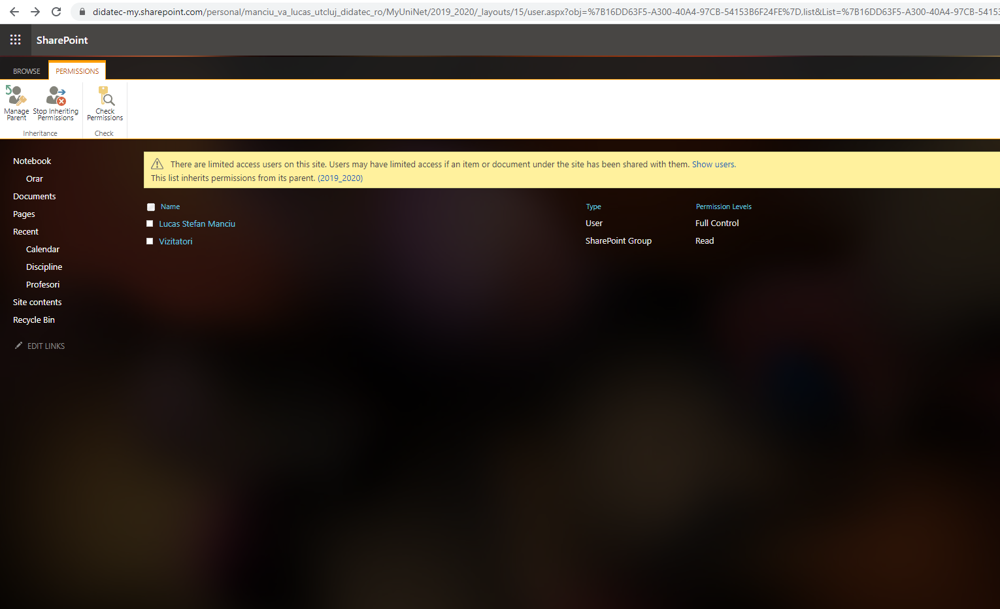 didatec-my.sharepoint.com/personal/manciu_va_lucas_utcluj_didatec_ro/MyUniNet/2019_2020/_layouts/15/user.aspx?obj=%7B16DD63F5-A300-40A4-97CB-54153B6F24FE%7D,list&List=%7B16DD63F5-A300-40A4-97CB-54153
SharePoint
BROWSE PERMISSIONS
Manage Parent
Stop Inheriting Permissions
Check Permissions
Inheritance Check
Notebook
Orar
Documents
Pages
Recent
Calendar
Discipline
Profesori
Site contents
Recycle Bin
EDIT LINKS
There are limited access users on this site. Users may have limited access if an item or document under the site has been shared with them. Show users.
This list inherits permissions from its parent. (2019_2020)
Name Type Permission Levels
Lucas Stefan Manciu User Full Control
Vizitatori SharePoint Group Read